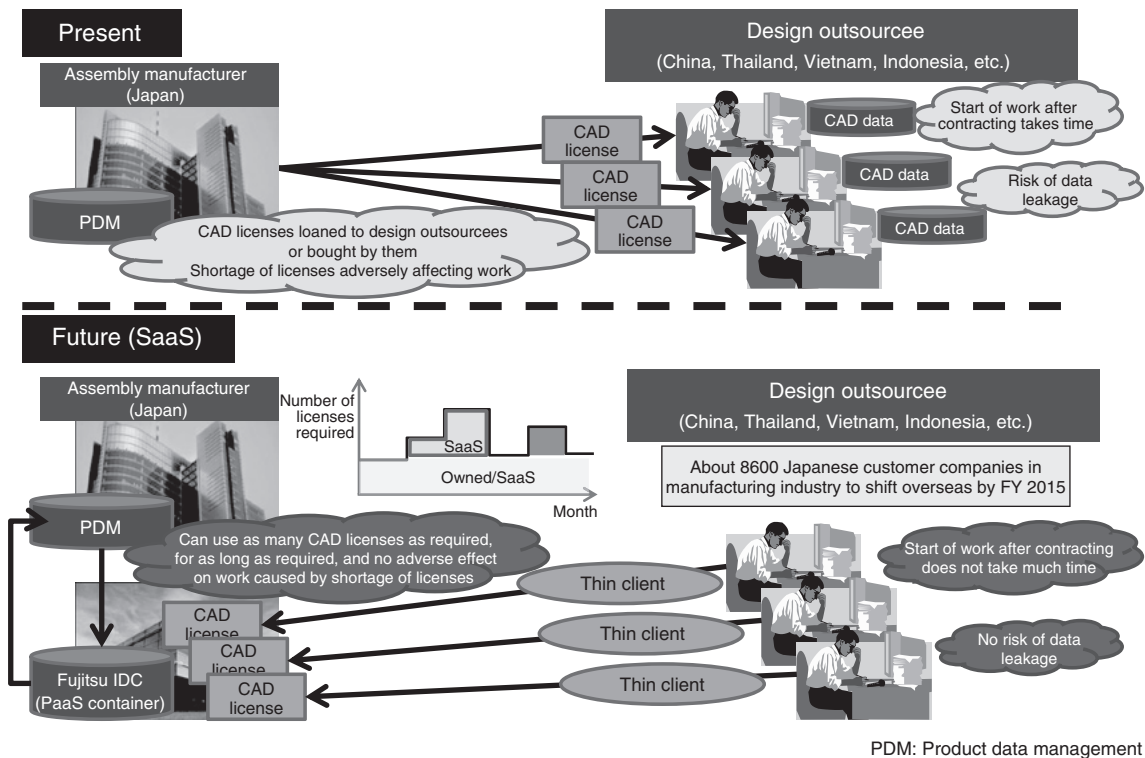 Present
Assembly manufacturer
(Japan)
PDM
CAD licenses loaned to design outsourcees
or bought by them
Shortage of licenses adversely affecting work
CAD
license
CAD
license
CAD
license
Design outsourcee
(China, Thailand, Vietnam, Indonesia, etc.)
CAD data
Start of work after
contracting takes time
CAD data
Risk of data
leakage
CAD data
Future (SaaS)
Assembly manufacturer
(Japan)
PDM
Number of
licenses
required
SaaS
Owned/SaaS
Month
Can use as many CAD licenses as required,
for as long as required, and no adverse effect
on work caused by shortage of licenses
CAD
license
CAD
license
CAD
license
Fujitsu IDC
(PaaS container)
Thin client
Thin client
Thin client
Design outsourcee
(China, Thailand, Vietnam, Indonesia, etc.)
About 8600 Japanese customer companies in
manufacturing industry to shift overseas by FY 2015
Start of work after contracting
does not take much time
No risk of data
leakage
PDM: Product data management